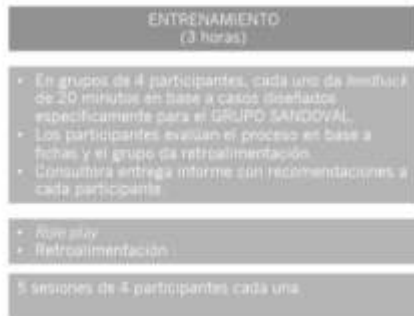 ENTRENAMIENTO
(3 horas)
• En grupos de 4 participantes, cada uno da feedback
de 20 minutos en base a casos diseñados
específicamente para el GRUPO SANDOVAL.
• Los participantes evalúan el proceso en base a
fichas y el grupo da retroalimentación.
• Consultora entrega informe con recomendaciones a
cada participante
• Role play
• Retroalimentación
5 sesiones de 4 participantes cada una